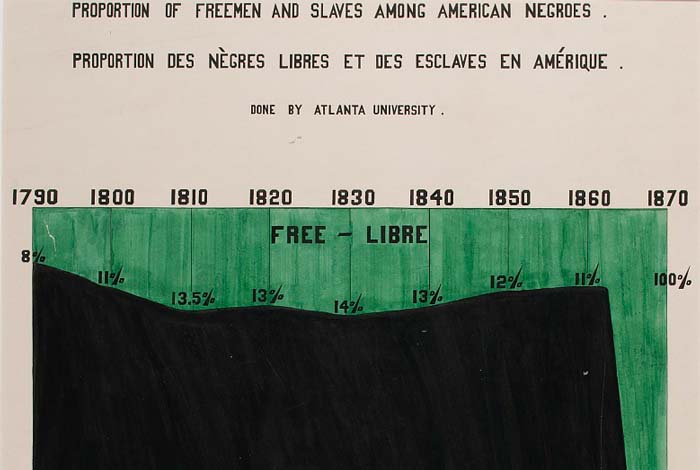 PROPORTION OF FREEMEN AND SLAVES AMONG AMERICAN NEGROES .
PROPORTION DES NÈGRES LIBRES ET DES ESCLAVES EN AMÉRIQUE .
DONE BY ATLANTA UNIVERSITY .
1790 1800 1810 1820 1830 1840 1850 1860 1870
FREE - LIBRE
8% 11% 13.5% 13% 14% 13% 12% 11% 100%